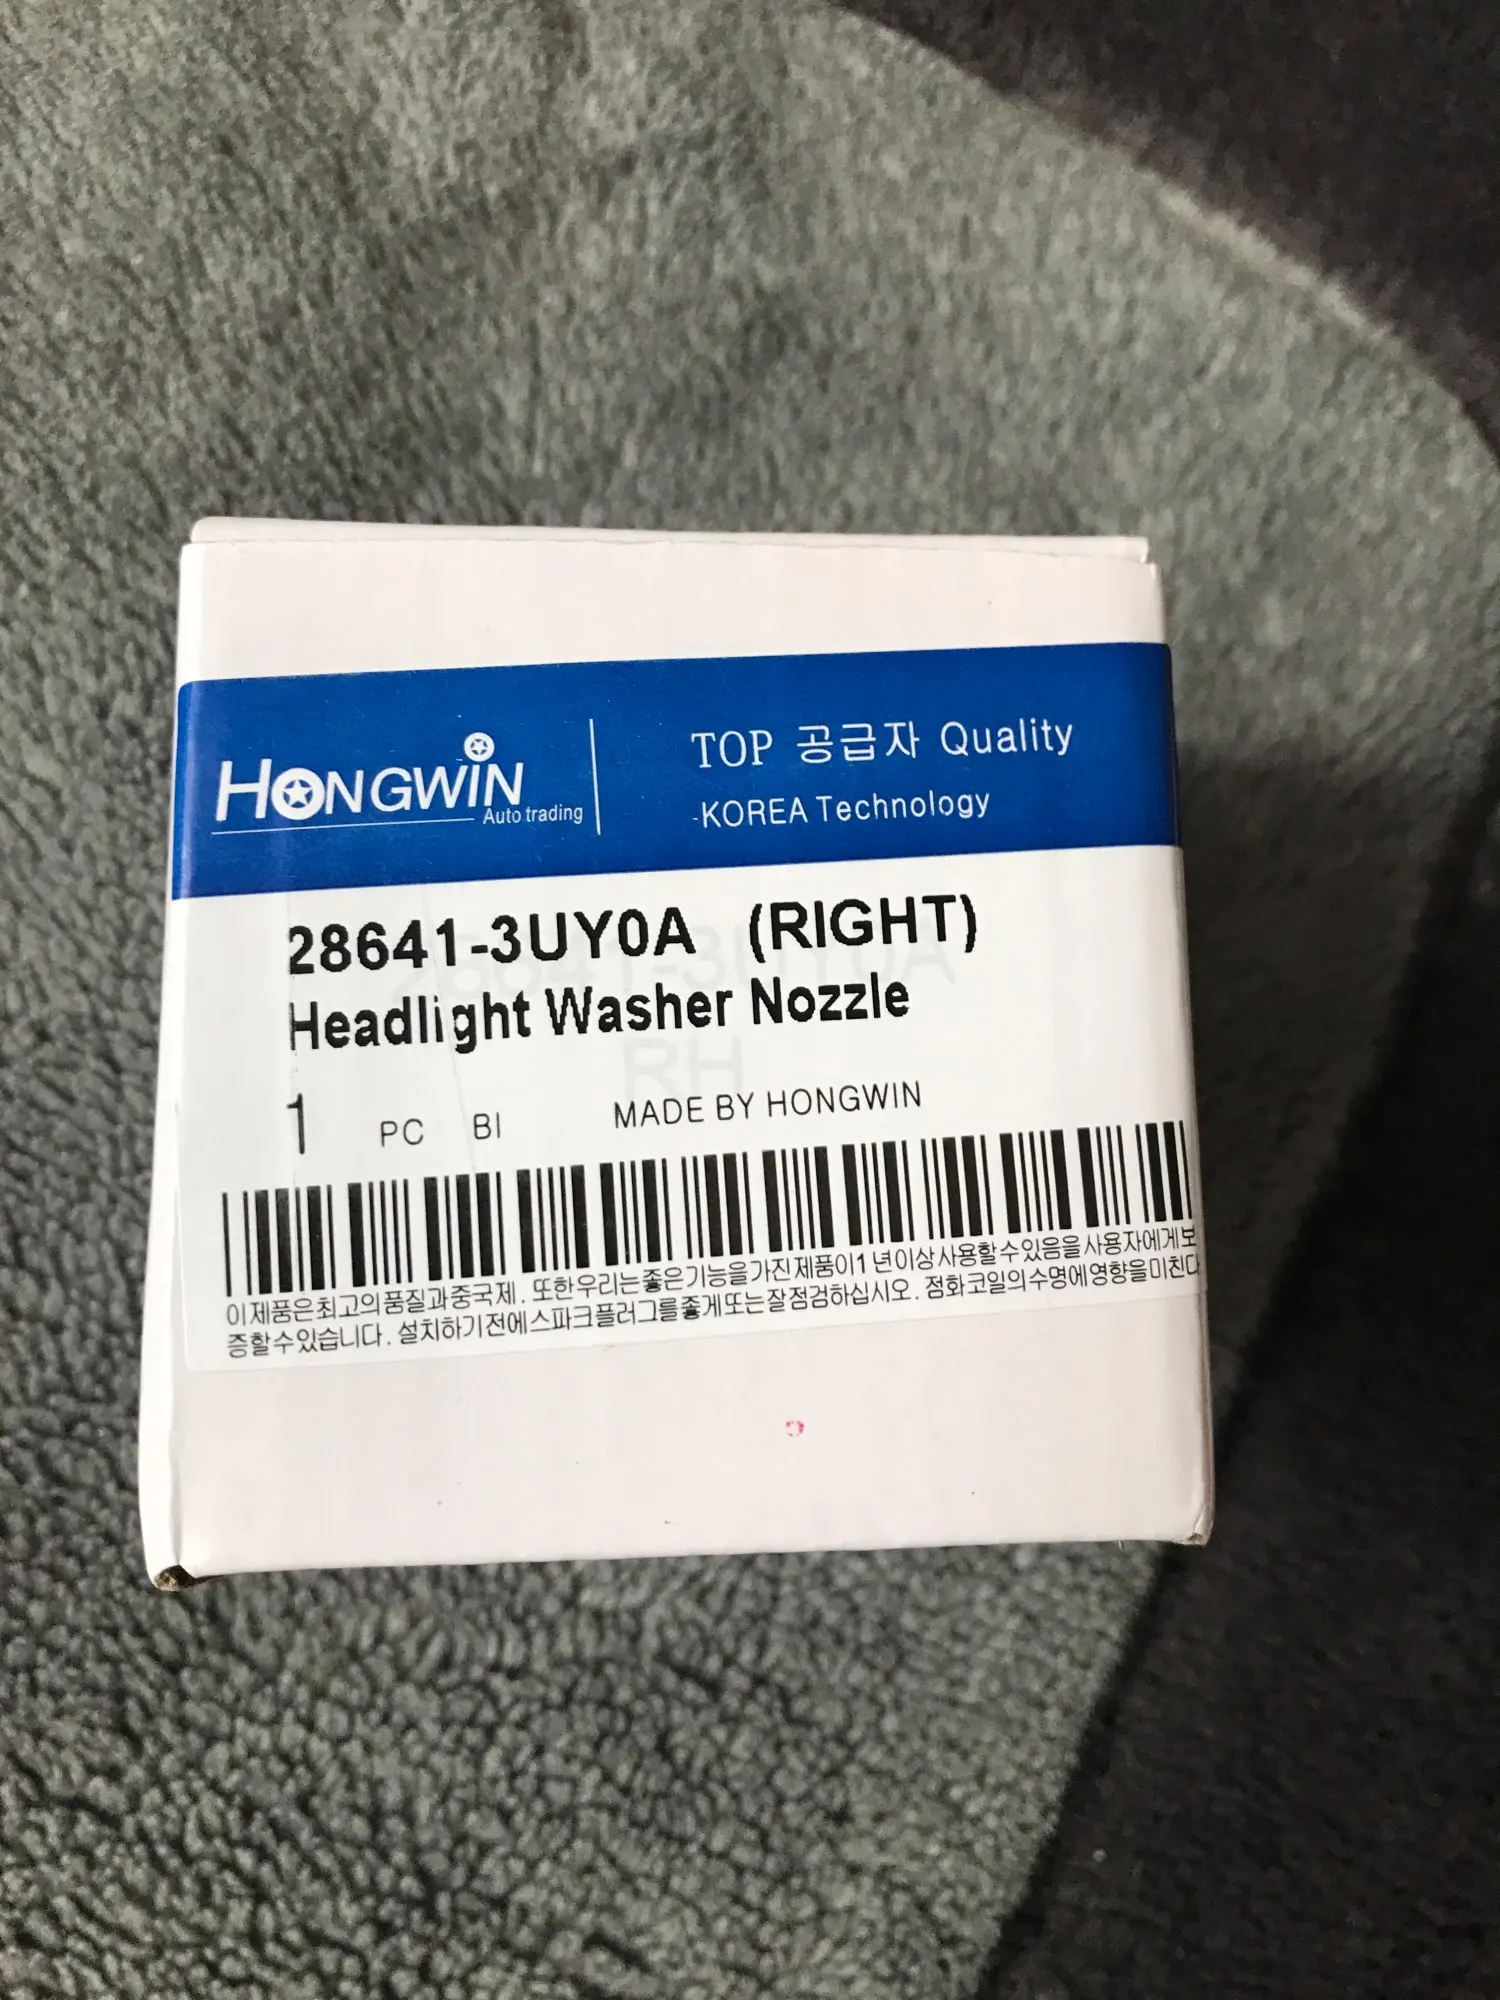 HONGWIN
Auto trading
TOP 공급자 Quality
-KOREA Technology
28641-3UY0A (RIGHT)
Headlight Washer Nozzle
1 PC BI MADE BY HONGWIN
이제품은최고의품질과중국제. 또한우리는좋은기능을가진제품이1년이상사용할수있음을사용자에게보
증할수있습니다. 설치하기전에스파크플러그를좋게또는잘점검하십시오. 점화코일의수명에영향을미친다